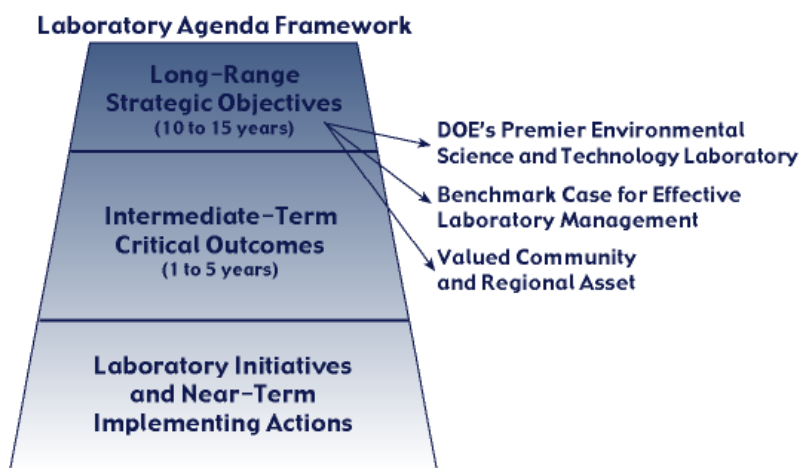 Laboratory Agenda Framework
Long-Range
Strategic Objectives
(10 to 15 years)
DOE's Premier Environmental
Science and Technology Laboratory
Benchmark Case for Effective
Laboratory Management
Valued Community
and Regional Asset
Intermediate-Term
Critical Outcomes
(1 to 5 years)
Laboratory Initiatives
and Near-Term
Implementing Actions